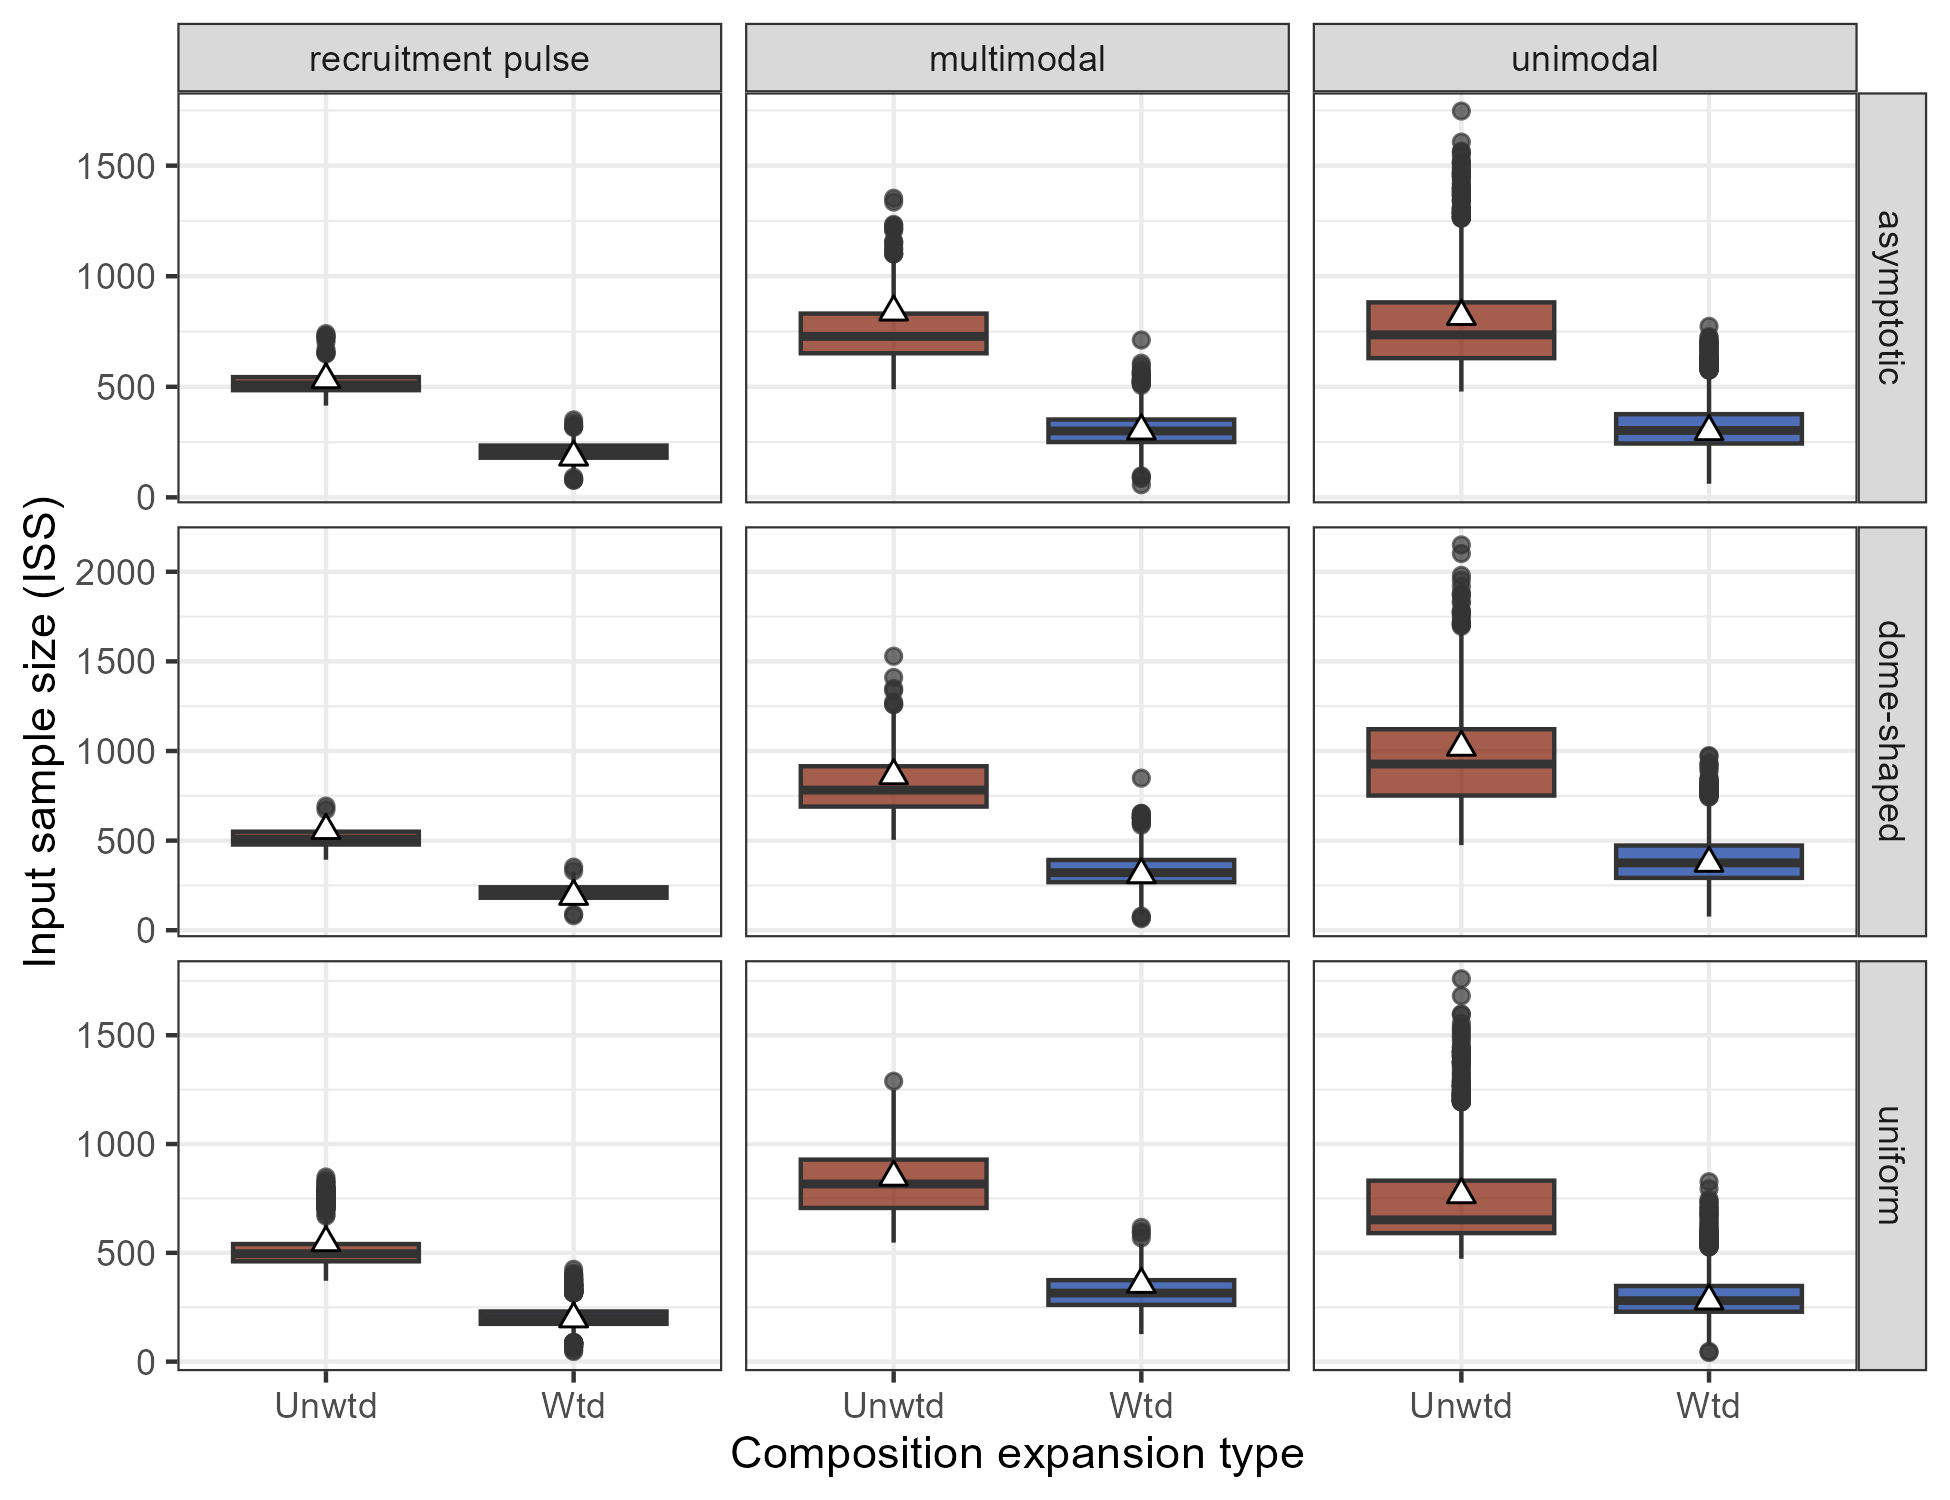 recruitment pulse
multimodal
unimodal
1500
1000
500
0
asymptotic
2000
1500
1000
500
0
dome-shaped
1500
1000
500
0
uniform
Input sample size (ISS)
Unwtd
Wtd
Unwtd
Wtd
Unwtd
Wtd
Composition expansion type